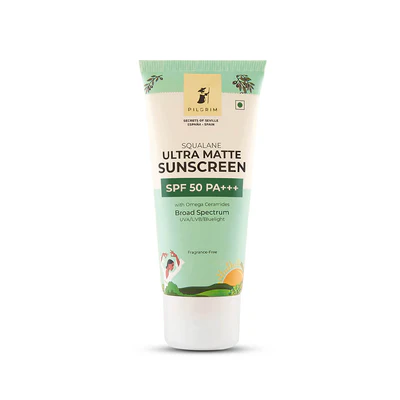 PILGRIM
SECRETS OF SEVILLE
ESPAÑA - SPAIN
SQUALANE
ULTRA MATTE
SUNSCREEN
SPF 50 PA+++
with Omega Ceramides
Broad Spectrum
UVA/UVB/Bluelight
Fragrance-Free